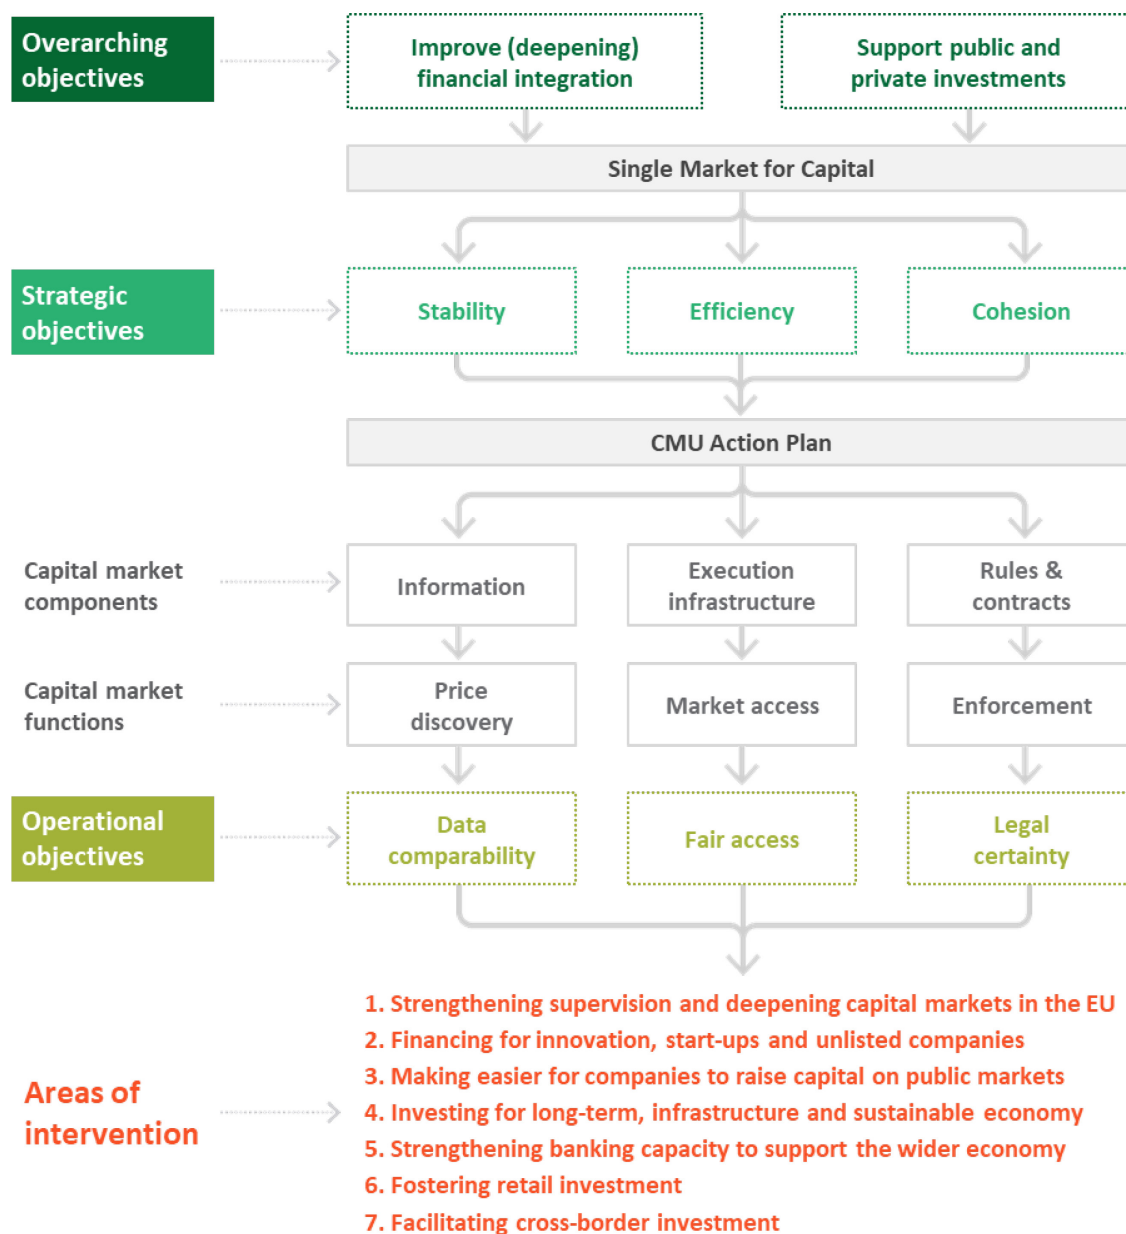 Overarching
objectives
Improve (deepening)
financial integration
Support public and
private investments
Single Market for Capital
Strategic
objectives
Stability
Efficiency
Cohesion
CMU Action Plan
Capital market
components
Information
Execution
infrastructure
Rules &
contracts
Capital market
functions
Price
discovery
Market access
Enforcement
Operational
objectives
Data
comparability
Fair access
Legal
certainty
Areas of
intervention
1. Strengthening supervision and deepening capital markets in the EU
2. Financing for innovation, start-ups and unlisted companies
3. Making easier for companies to raise capital on public markets
4. Investing for long-term, infrastructure and sustainable economy
5. Strengthening banking capacity to support the wider economy
6. Fostering retail investment
7. Facilitating cross-border investment